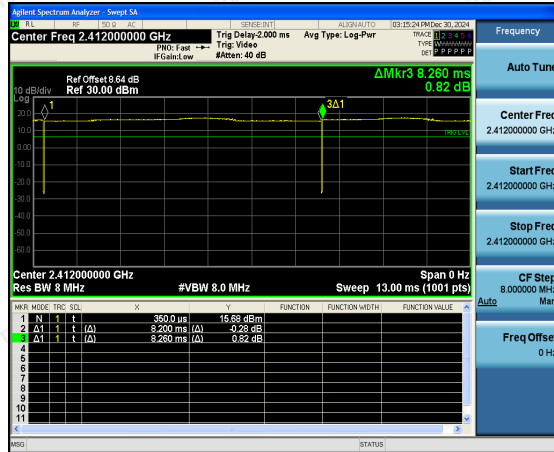 Agilent Spectrum Analyzer - Swept SA
RL RF 50 Ω AC SENSE:INT ALIGNAUTO 03:15:24 PM Dec 30, 2024
Center Freq 2.412000000 GHz Trig Delay-2.000 ms Avg Type: Log-Pwr TRACE 1 2 3 4 5 6
PNO: Fast Trig: Video TYPE WWWWWW
IFGain:Low #Atten: 40 dB DET P P P P P P
Frequency
Auto Tune
Center Freq
2.412000000 GHz
Start Freq
2.412000000 GHz
Stop Freq
2.412000000 GHz
CF Step
8.000000 MHz
Auto Man
Freq Offset
0 Hz
ΔMkr3 8.260 ms
0.82 dB
Ref Offset 8.64 dB
10 dB/div Ref 30.00 dBm
Log
1
3Δ1
20.0
10.0
TRIG LVL
0.00
-10.0
-20.0
-30.0
-40.0
-50.0
-60.0
Center 2.412000000 GHz Span 0 Hz
Res BW 8 MHz #VBW 8.0 MHz Sweep 13.00 ms (1001 pts)
MKR MODE TRC SCL X Y FUNCTION FUNCTION WIDTH FUNCTION VALUE
1 N 1 t 350.0 µs 15.68 dBm
2 Δ1 1 t (Δ) 8.200 ms (Δ) -0.28 dB
3 Δ1 1 t (Δ) 8.260 ms (Δ) 0.82 dB
4
5
6
7
8
9
10
11
MSG STATUS